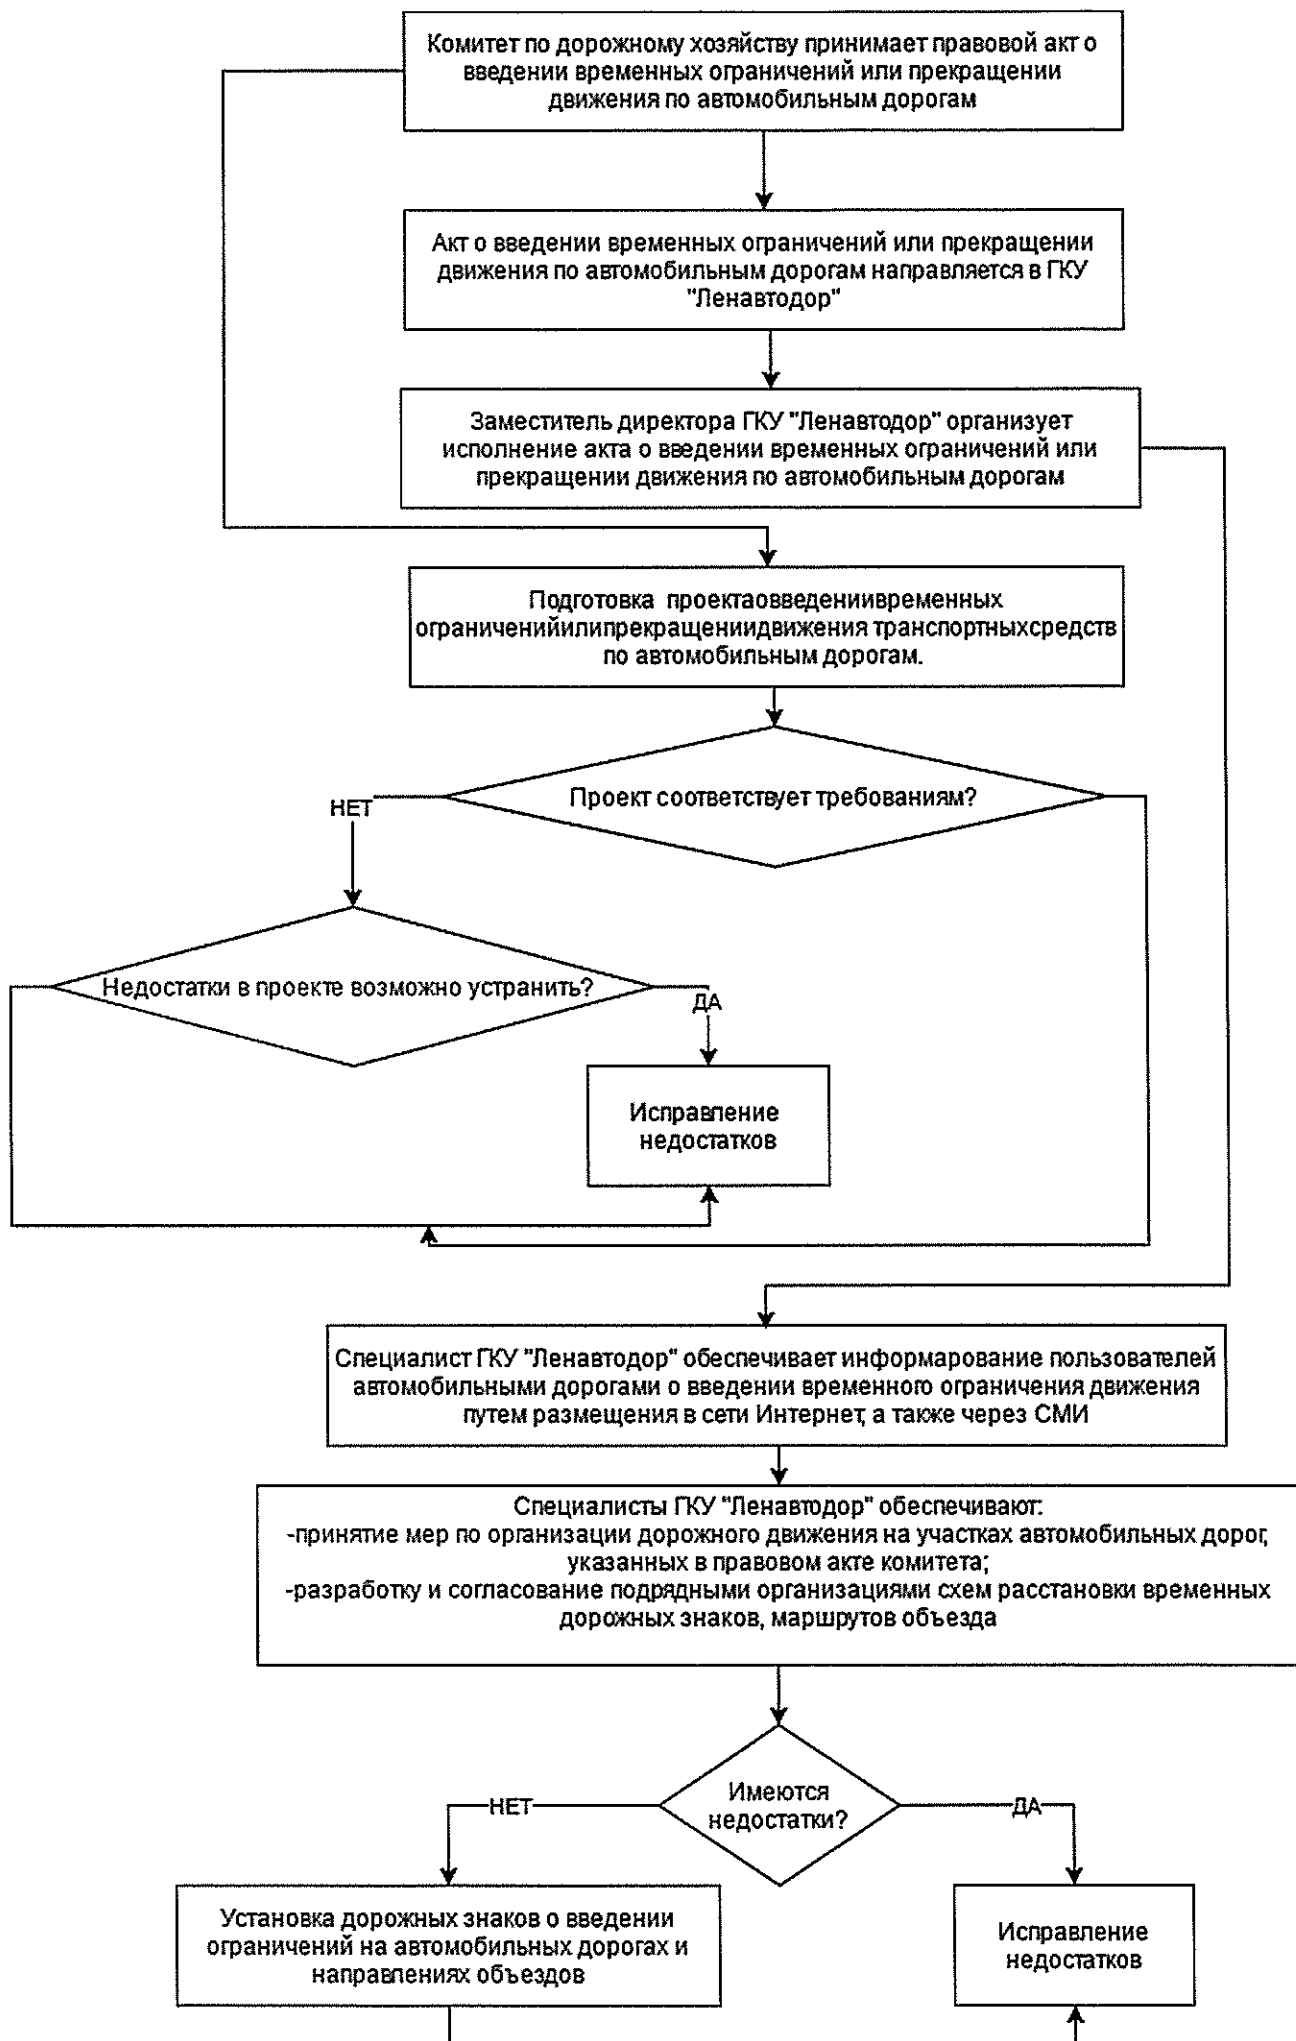 Комитет по дорожному хозяйству принимает правовой акт о
введении временных ограничений или прекращении
движения по автомобильным дорогам
Акт о введении временных ограничений или прекращении
движения по автомобильным дорогам направляется в ГКУ
"Ленавтодор"
Заместитель директора ГКУ "Ленавтодор" организует
исполнение акта о введении временных ограничений или
прекращении движения по автомобильным дорогам
Подготовка проектаовведениивременных
ограниченийилипрекращениидвижения транспортныхсредств
по автомобильным дорогам.
Проект соответствует требованиям?
НЕТ
Недостатки в проекте возможно устранить?
ДА
Исправление
недостатков
Специалист ГКУ "Ленавтодор" обеспечивает информарование пользователей
автомобильными дорогами о введении временного ограничения движения
путем размещения в сети Интернет, а также через СМИ
Специалисты ГКУ "Ленавтодор" обеспечивают:
-принятие мер по организации дорожного движения на участках автомобильных дорог,
указанных в правовом акте комитета;
-разработку и согласование подрядными организациями схем расстановки временных
дорожных знаков, маршрутов объезда
Имеются
недостатки?
НЕТ
ДА
Установка дорожных знаков о введении
ограничений на автомобильных дорогах и
направлениях объездов
Исправление
недостатков